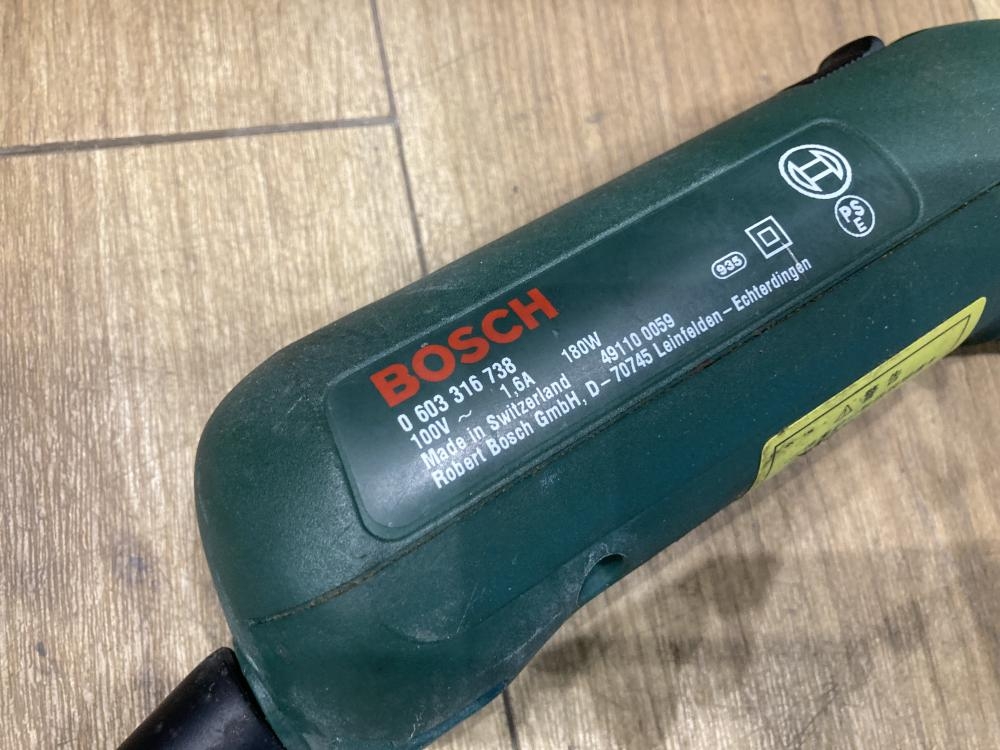 BOSCH
0 603 316 738
100V ~ 1,6A 180W
Made in Switzerland 49110 0059
Robert Bosch GmbH, D-70745 Leinfelden-Echterdingen
935
PSE